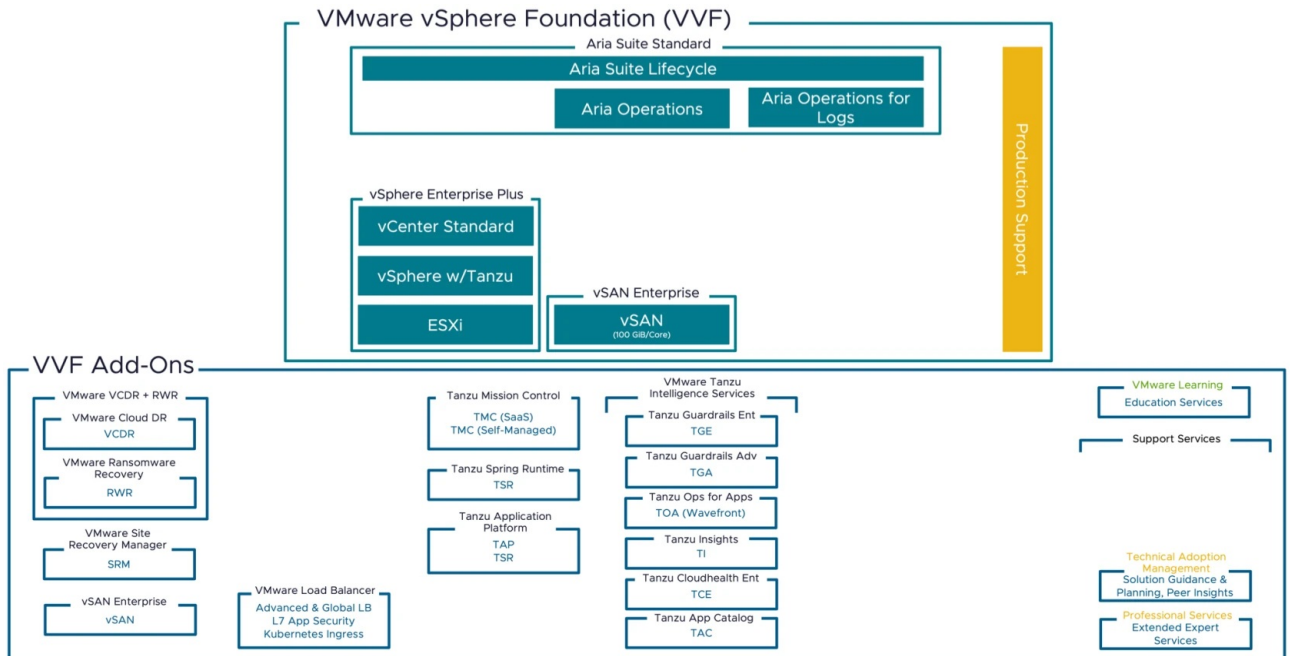 VMware vSphere Foundation (VVF)
Aria Suite Standard
Aria Suite Lifecycle
Aria Operations
Aria Operations for
Logs
Production Support
vSphere Enterprise Plus
vCenter Standard
vSphere w/Tanzu
ESXi
vSAN Enterprise
vSAN
(100 GiB/Core)
VVF Add-Ons
VMware VCDR + RWR
VMware Cloud DR
VCDR
VMware Ransomware
Recovery
RWR
VMware Site
Recovery Manager
SRM
vSAN Enterprise
vSAN
VMware Load Balancer
Advanced & Global LB
L7 App Security
Kubernetes Ingress
Tanzu Mission Control
TMC (SaaS)
TMC (Self-Managed)
Tanzu Spring Runtime
TSR
Tanzu Application
Platform
TAP
TSR
VMware Tanzu
Intelligence Services
Tanzu Guardrails Ent
TGE
Tanzu Guardrails Adv
TGA
Tanzu Ops for Apps
TOA (Wavefront)
Tanzu Insights
TI
Tanzu Cloudhealth Ent
TCE
Tanzu App Catalog
TAC
VMware Learning
Education Services
Support Services
Technical Adoption
Management
Solution Guidance &
Planning, Peer Insights
Professional Services
Extended Expert
Services